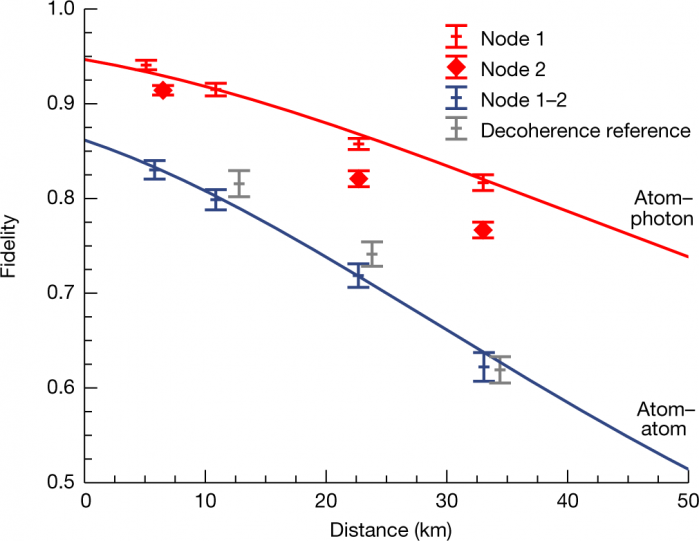 1.0
0.9
0.8
0.7
0.6
0.5
Fidelity
0
10
20
30
40
50
Distance (km)
Node 1
Node 2
Node 1–2
Decoherence reference
Atom–
photon
Atom–
atom